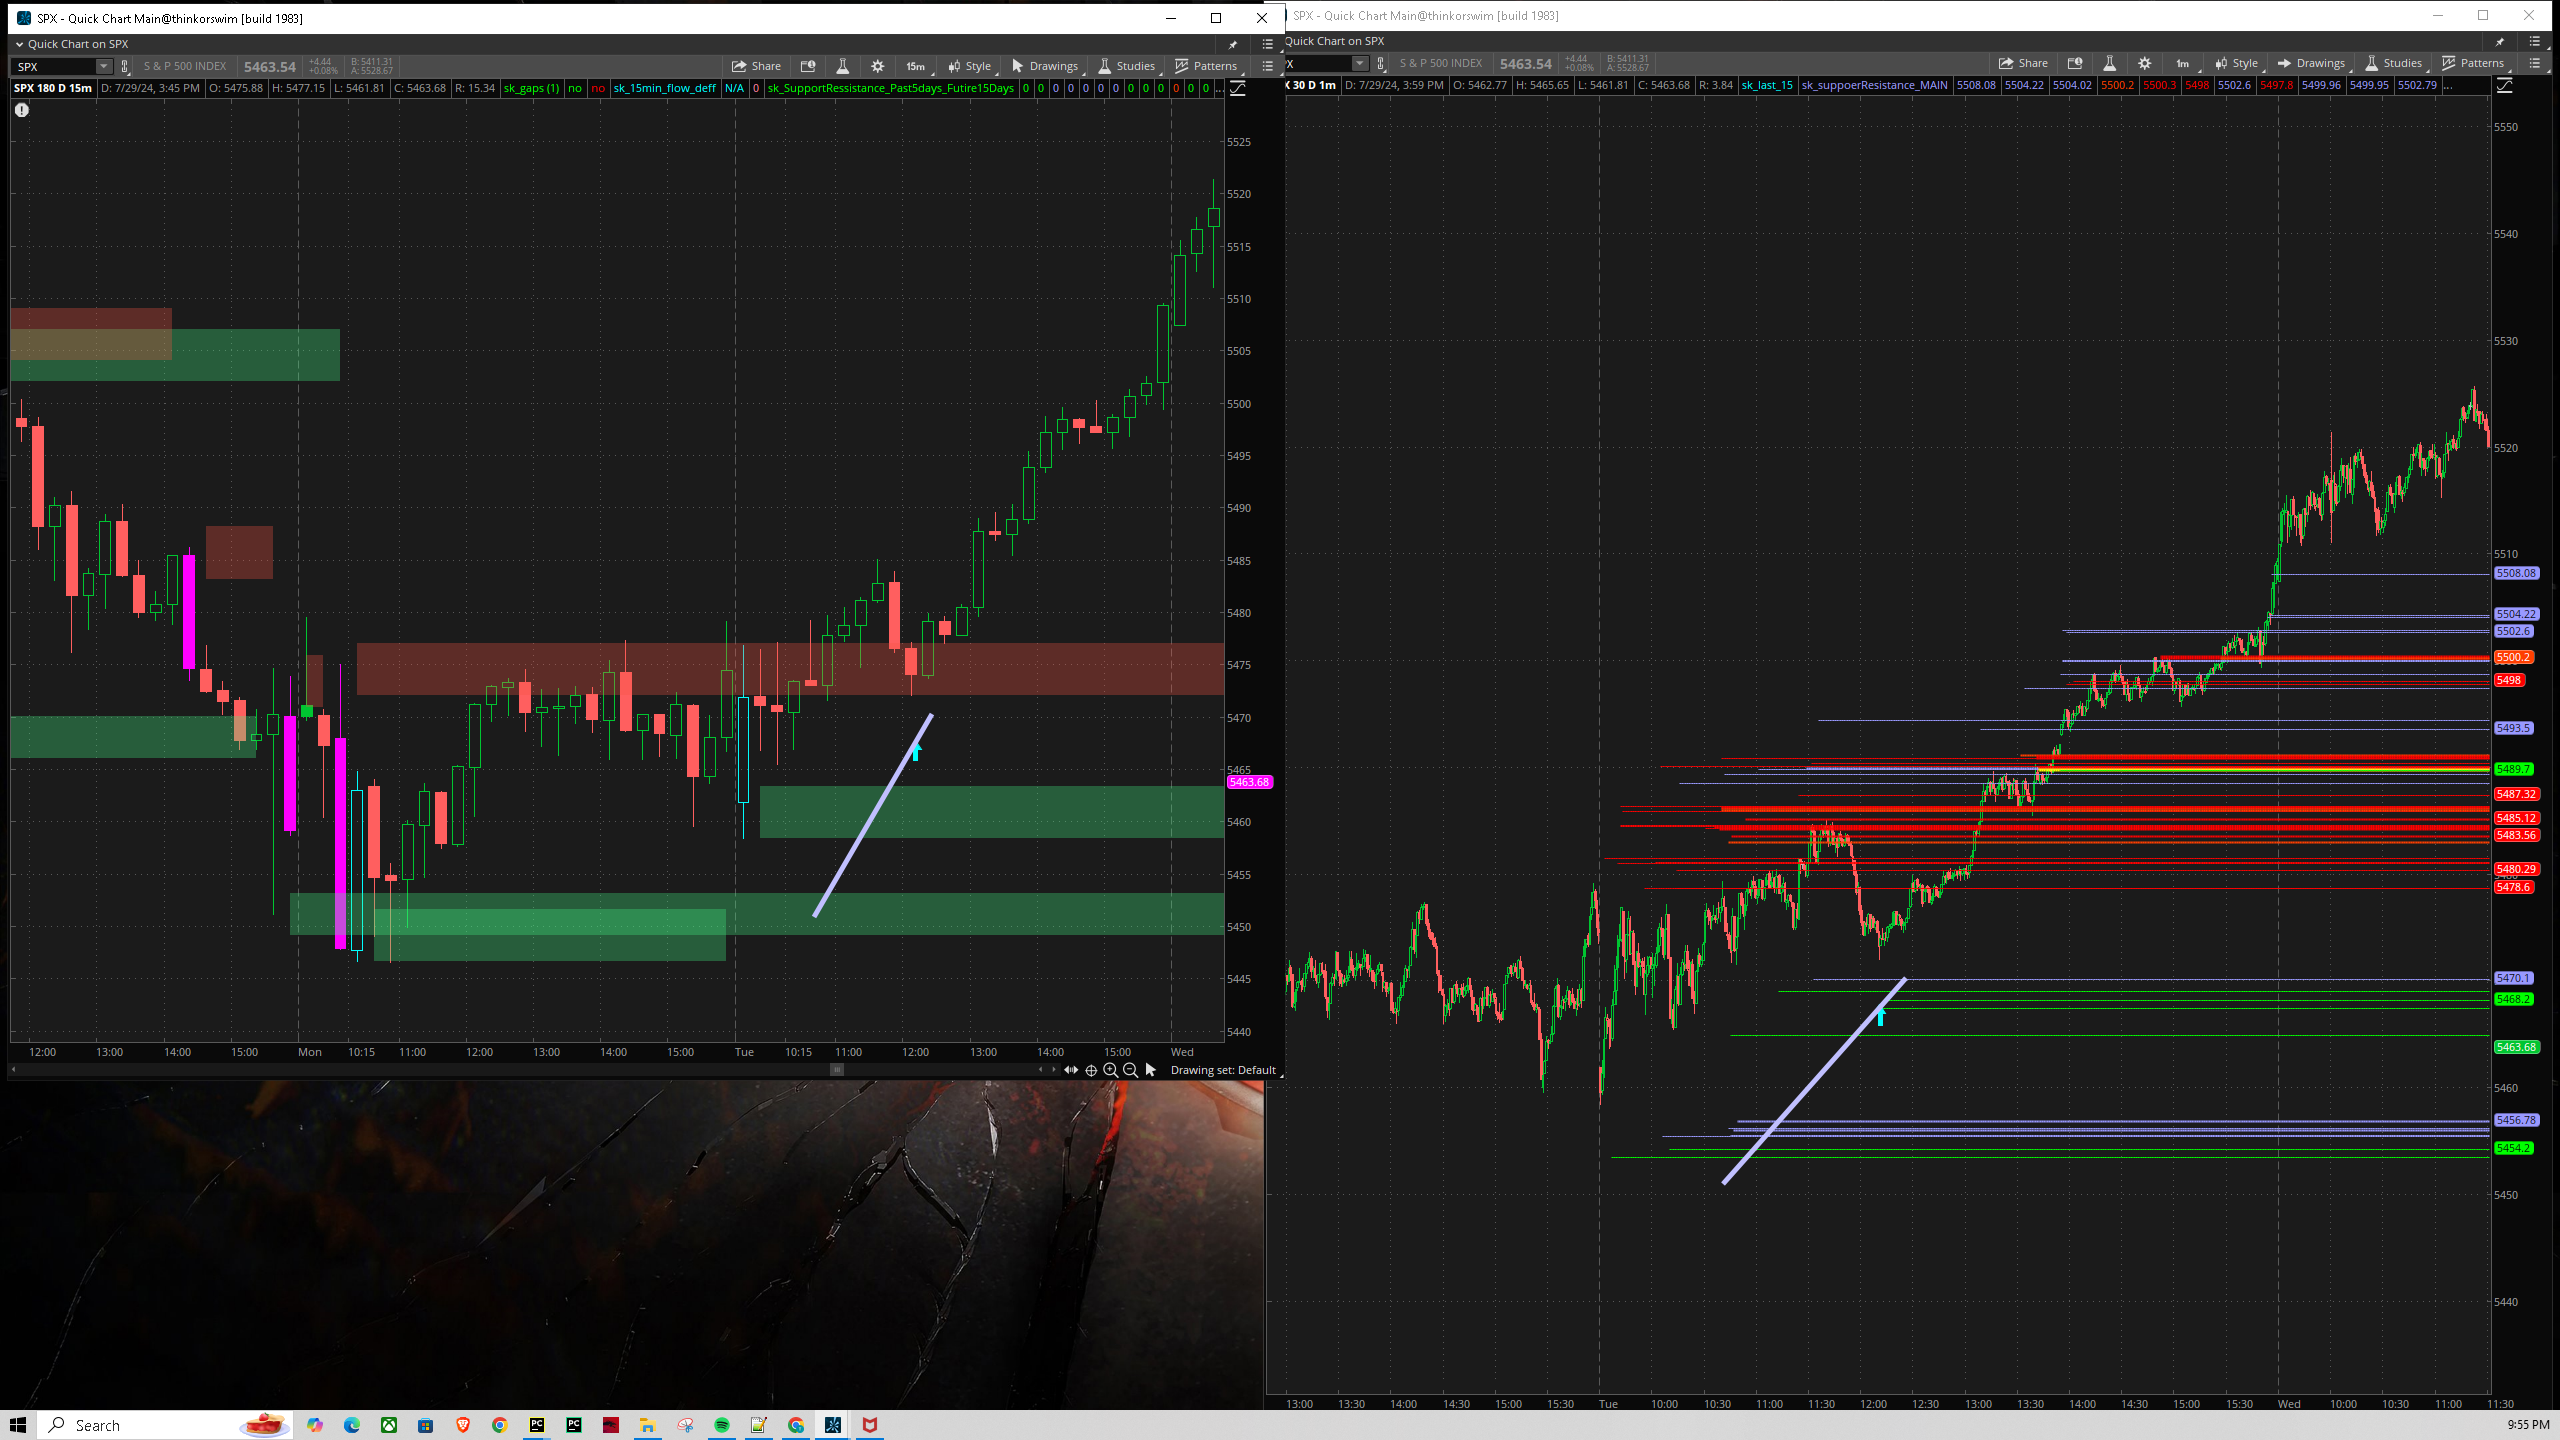 SPX - Quick Chart Main@thinkorswim [build 1983]
Quick Chart on SPX
SPX
S & P 500 INDEX
5463.54
+4.44
+0.08%
B: 5411.31
A: 5528.67
Share
15m
Style
Drawings
Studies
Patterns
SPX 180 D 15m D: 7/29/24, 3:45 PM O: 5475.88 H: 5477.15 L: 5461.81 C: 5463.68 R: 15.34 sk_gaps (1) no no sk_15min_flow_deff N/A 0 sk_SupportRessistance_Past5days_Futire15Days 0 0 0 0 0 0 0 0 0 0 0 0 0 ...
5525
5520
5515
5510
5505
5500
5495
5490
5485
5480
5475
5470
5465
5463.68
5460
5455
5450
5445
5440
12:00 13:00 14:00 15:00 Mon 10:15 11:00 12:00 13:00 14:00 15:00 Tue 10:15 11:00 12:00 13:00 14:00 15:00 Wed
Drawing set: Default
SPX - Quick Chart Main@thinkorswim [build 1983]
Quick Chart on SPX
X
S & P 500 INDEX
5463.54
+4.44
+0.08%
B: 5411.31
A: 5528.67
Share
1m
Style
Drawings
Studies
Patterns
X 30 D 1m D: 7/29/24, 3:59 PM O: 5462.77 H: 5465.65 L: 5461.81 C: 5463.68 R: 3.84 sk_last_15 sk_suppoerResistance_MAIN 5508.08 5504.22 5504.02 5500.2 5500.3 5498 5502.6 5497.8 5499.96 5499.95 5502.79 ...
5550
5540
5530
5520
5510
5508.08
5504.22
5502.6
5500.2
5498
5493.5
5489.7
5487.32
5485.12
5483.56
5480.29
5478.6
5470.1
5468.2
5463.68
5460
5456.78
5454.2
5450
5440
13:00 13:30 14:00 14:30 15:00 15:30 Tue 10:00 10:30 11:00 11:30 12:00 12:30 13:00 13:30 14:00 14:30 15:00 15:30 Wed 10:00 10:30 11:00 11:30
Search
9:55 PM